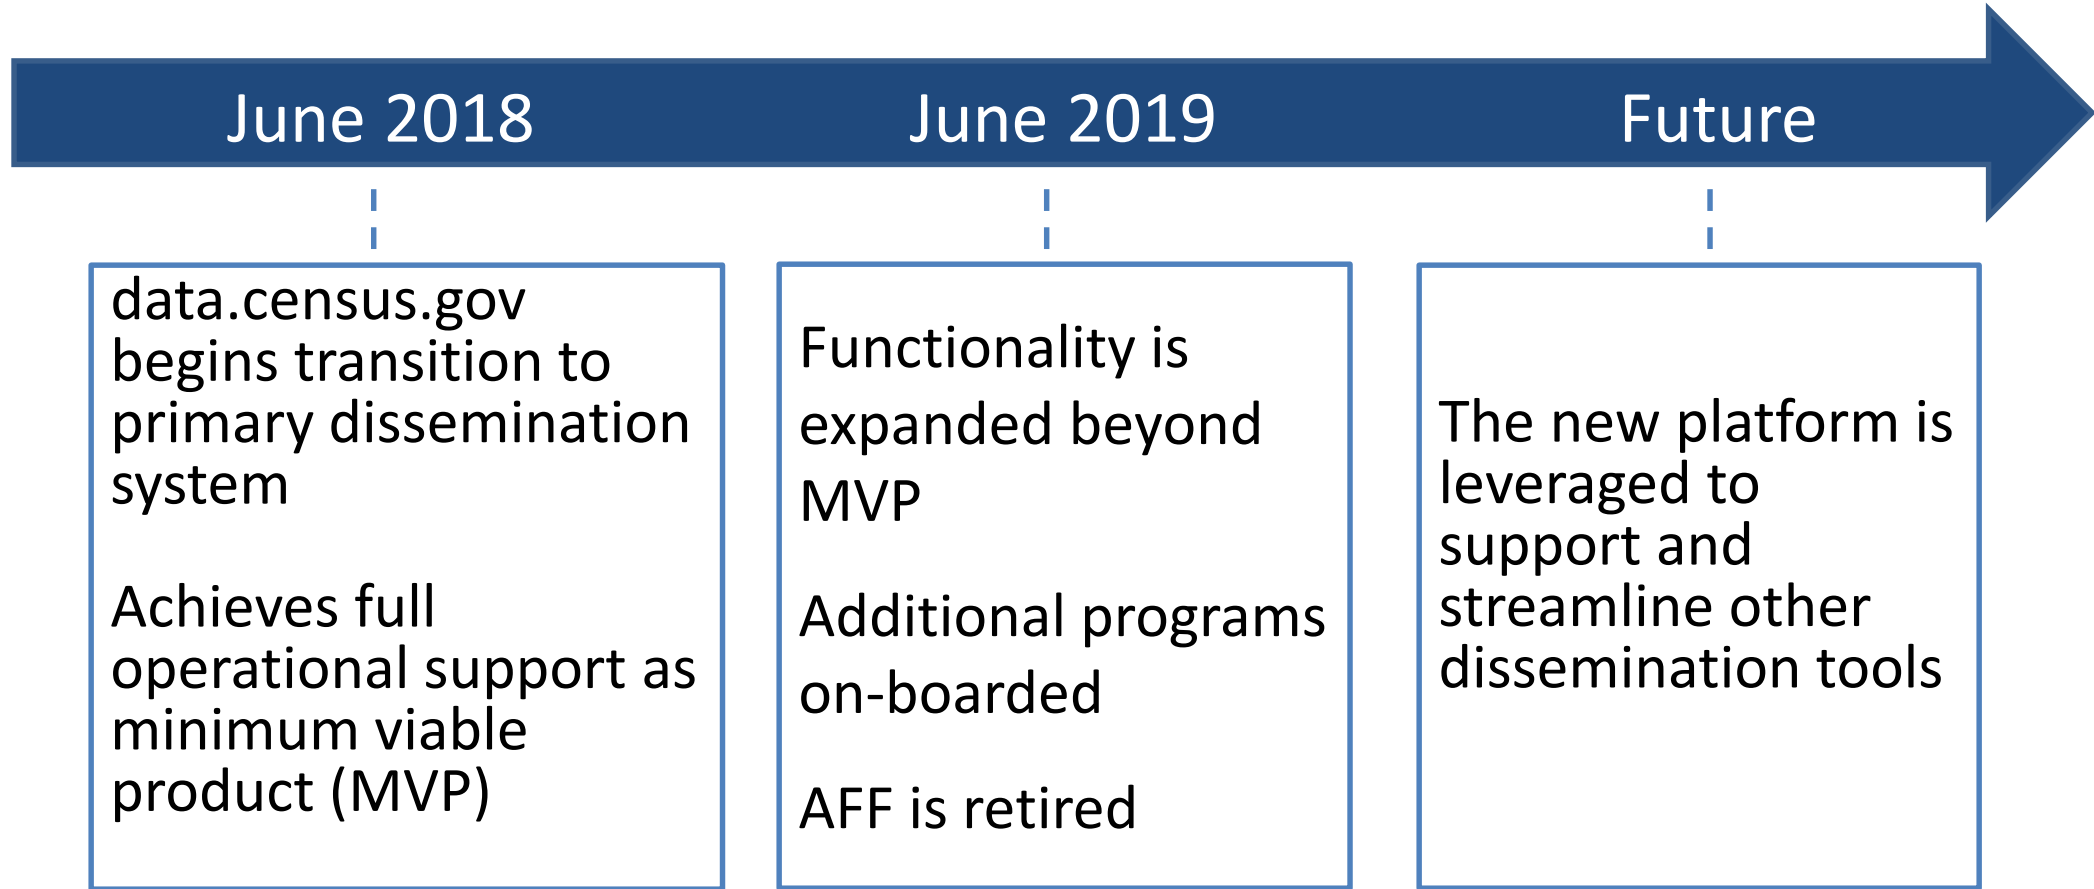 June 2018
June 2019
Future
data.census.gov
begins transition to
primary dissemination
system
Achieves full
operational support as
minimum viable
product (MVP)
Functionality is
expanded beyond
MVP
Additional programs
on-boarded
AFF is retired
The new platform is
leveraged to
support and
streamline other
dissemination tools